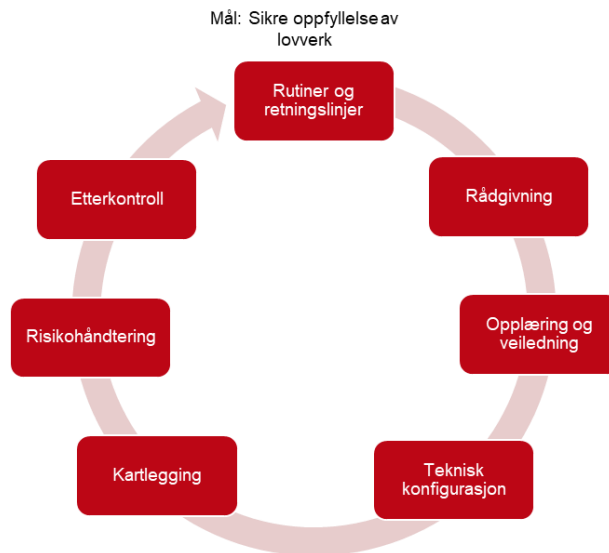 Mål: Sikre oppfyllelse av
lovverk
Rutiner og
retningslinjer
Rådgivning
Opplæring og
veiledning
Teknisk
konfigurasjon
Kartlegging
Risikohåndtering
Etterkontroll